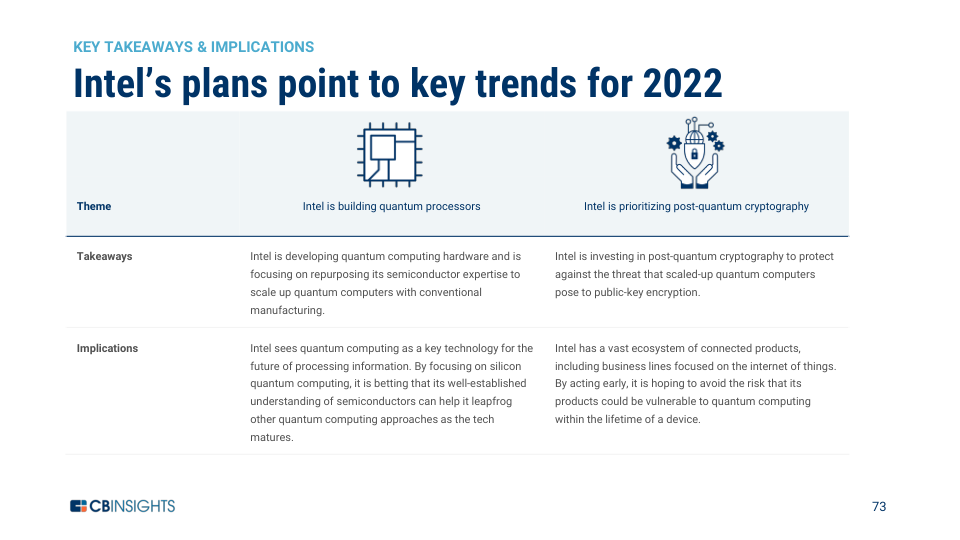 KEY TAKEAWAYS & IMPLICATIONS
Intel’s plans point to key trends for 2022
Theme
Intel is building quantum processors
Intel is prioritizing post-quantum cryptography
Takeaways
Intel is developing quantum computing hardware and is
focusing on repurposing its semiconductor expertise to
scale up quantum computers with conventional
manufacturing.
Intel is investing in post-quantum cryptography to protect
against the threat that scaled-up quantum computers
pose to public-key encryption.
Implications
Intel sees quantum computing as a key technology for the
future of processing information. By focusing on silicon
quantum computing, it is betting that its well-established
understanding of semiconductors can help it leapfrog
other quantum computing approaches as the tech
matures.
Intel has a vast ecosystem of connected products,
including business lines focused on the internet of things.
By acting early, it is hoping to avoid the risk that its
products could be vulnerable to quantum computing
within the lifetime of a device.
CBINSIGHTS
73